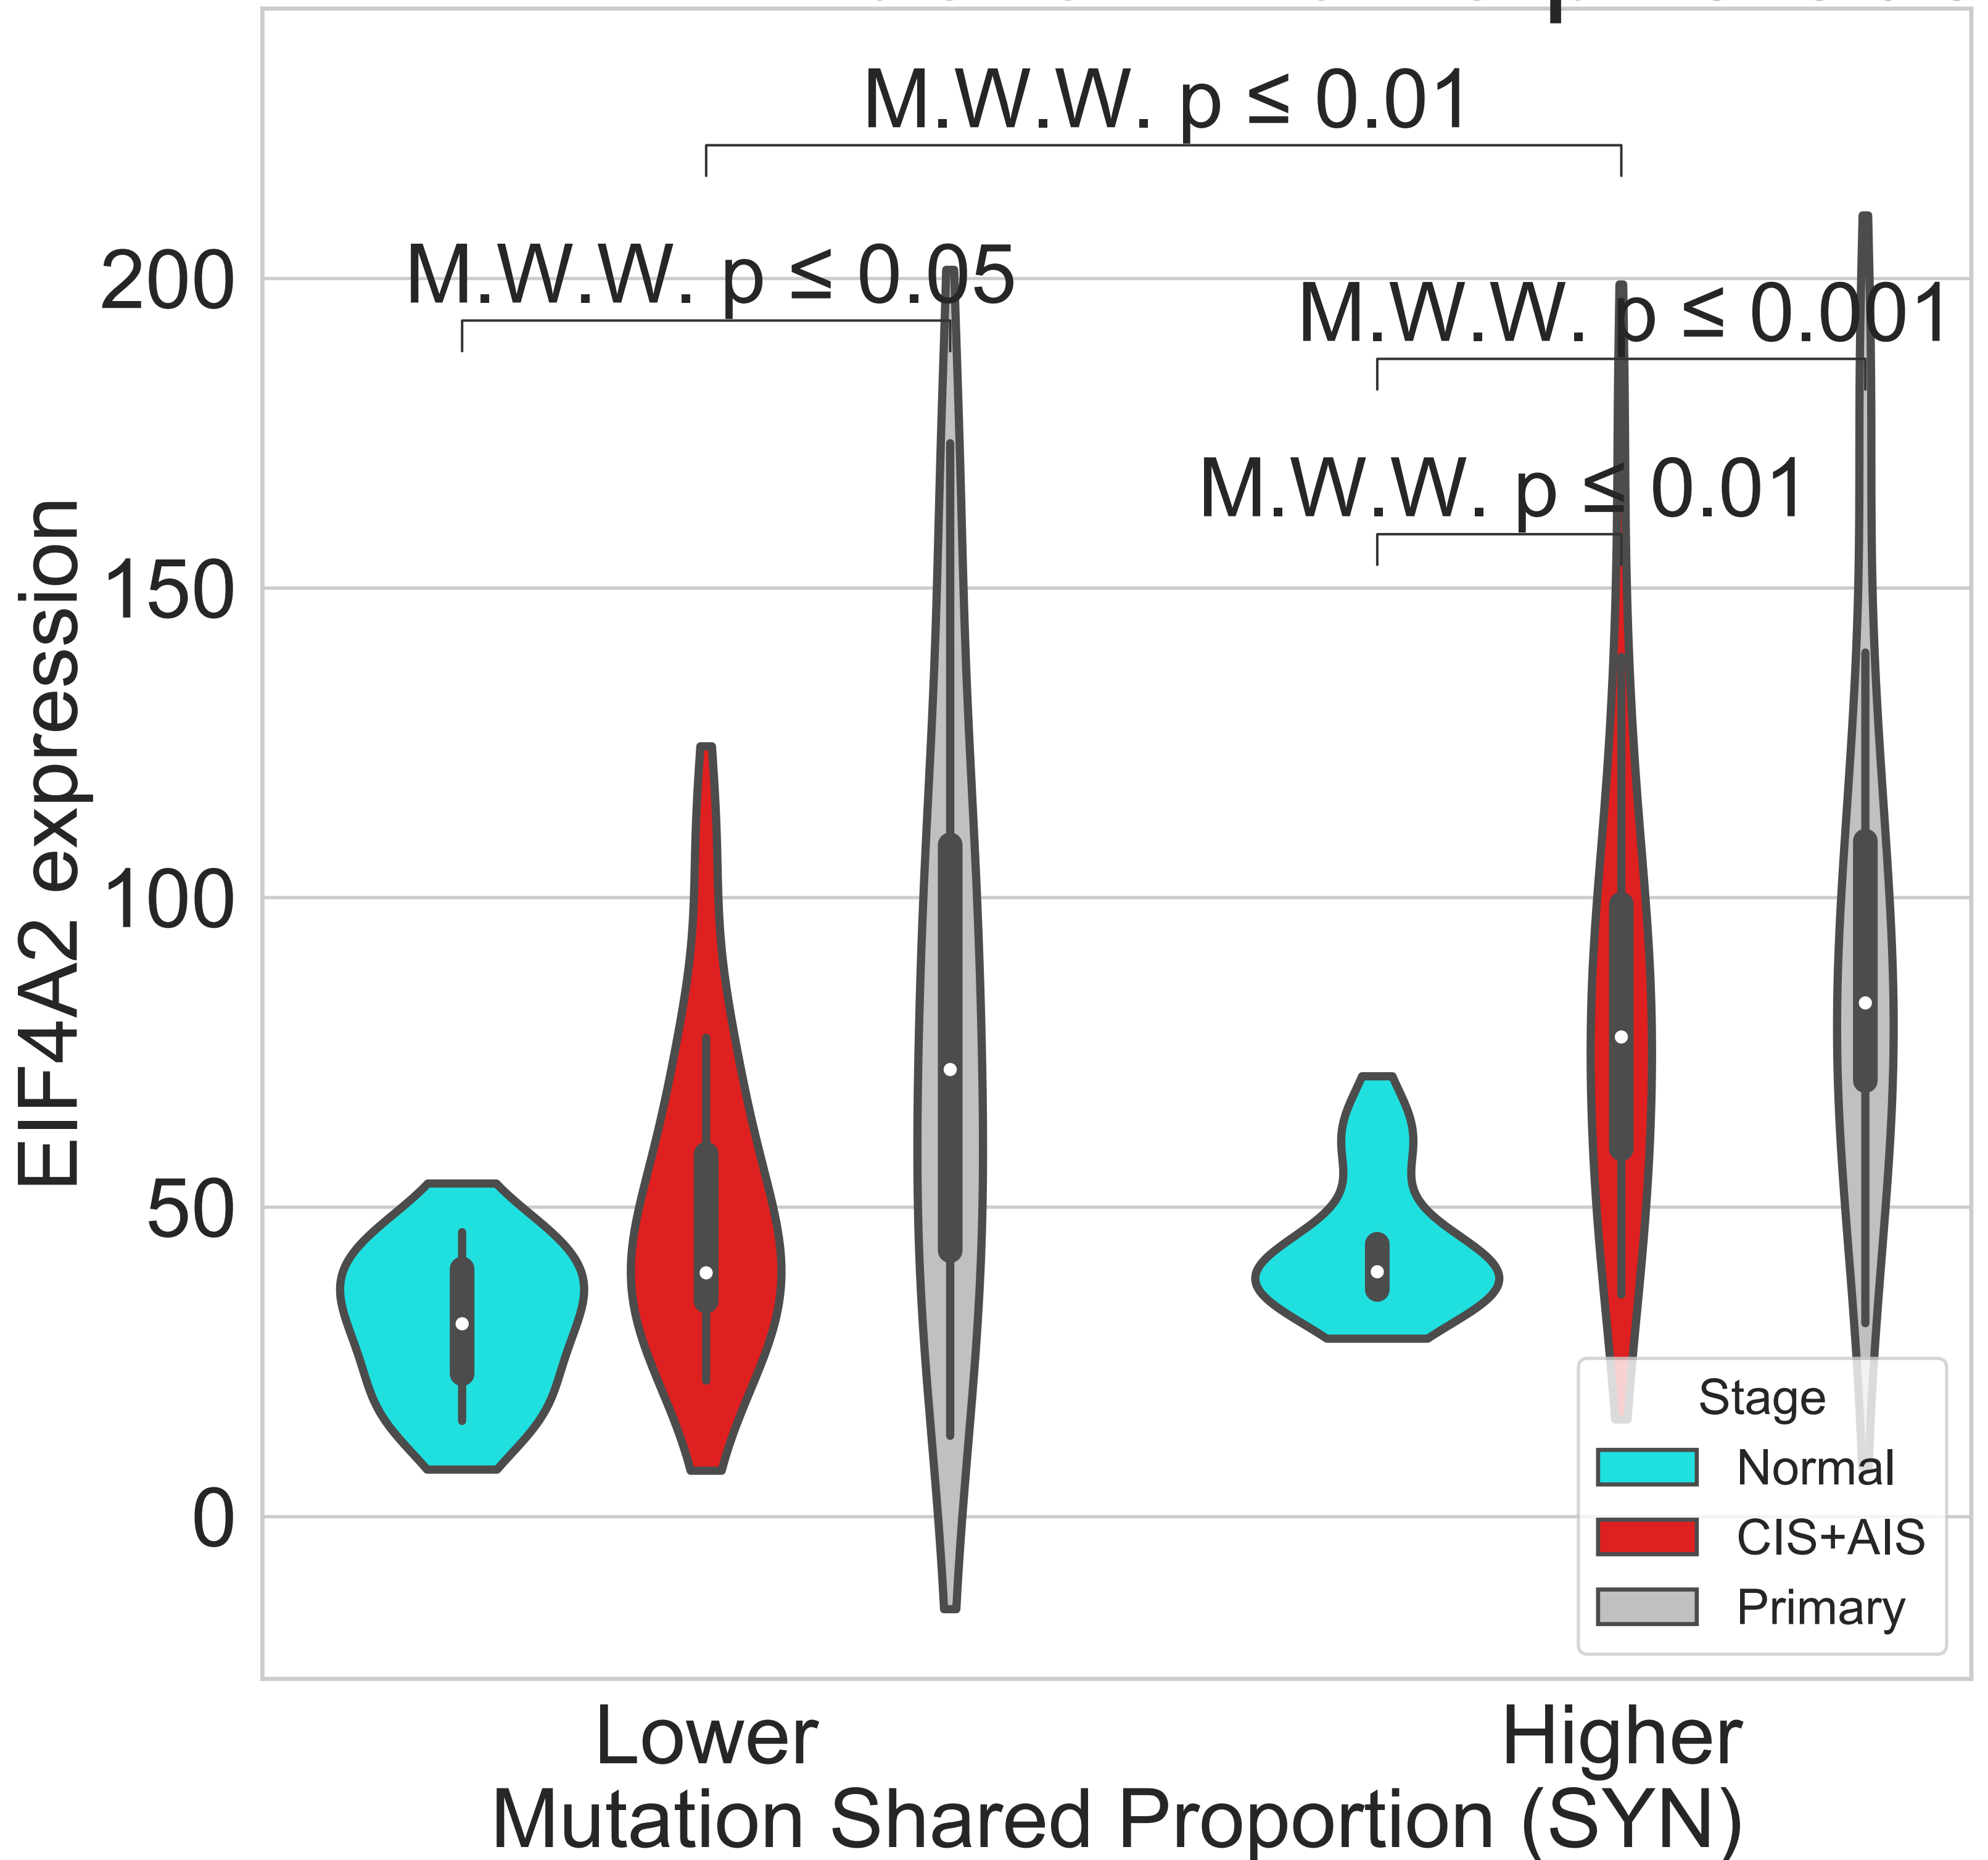 M.W.W. p ≤ 0.01
M.W.W. p ≤ 0.05
M.W.W. p ≤ 0.001
M.W.W. p ≤ 0.01
200
150
100
50
0
EIF4A2 expression
Stage
Normal
CIS+AIS
Primary
Lower
Higher
Mutation Shared Proportion (SYN)